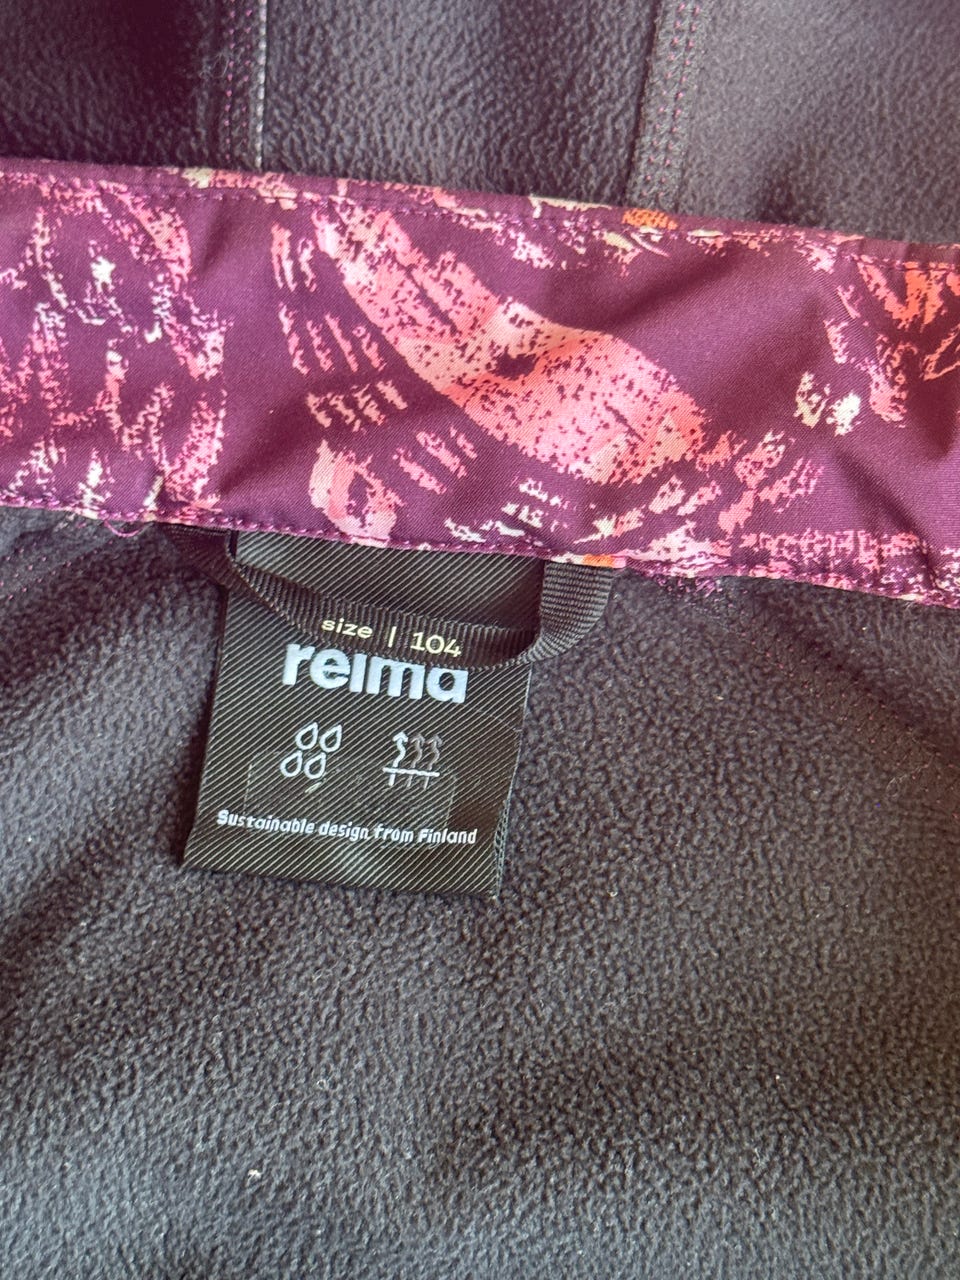 size | 104
reima
Sustainable design from Finland